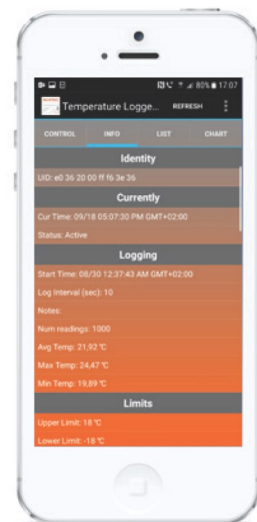 80% 17:07
Temperature Logge... REFRESH
CONTROL INFO LIST CHART
Identity
UID: e0 36 20 00 ff f6 3e 36
Currently
Cur Time: 09/18 05:07:30 PM GMT+02:00
Status: Active
Logging
Start Time: 08/30 12:37:43 AM GMT+02:00
Log Interval (sec): 10
Notes:
Num readings: 1000
Avg Temp: 21,92 °C
Max Temp: 24,47 °C
Min Temp: 19,89 °C
Limits
Upper Limit: 18 °C
Lower Limit: -18 °C